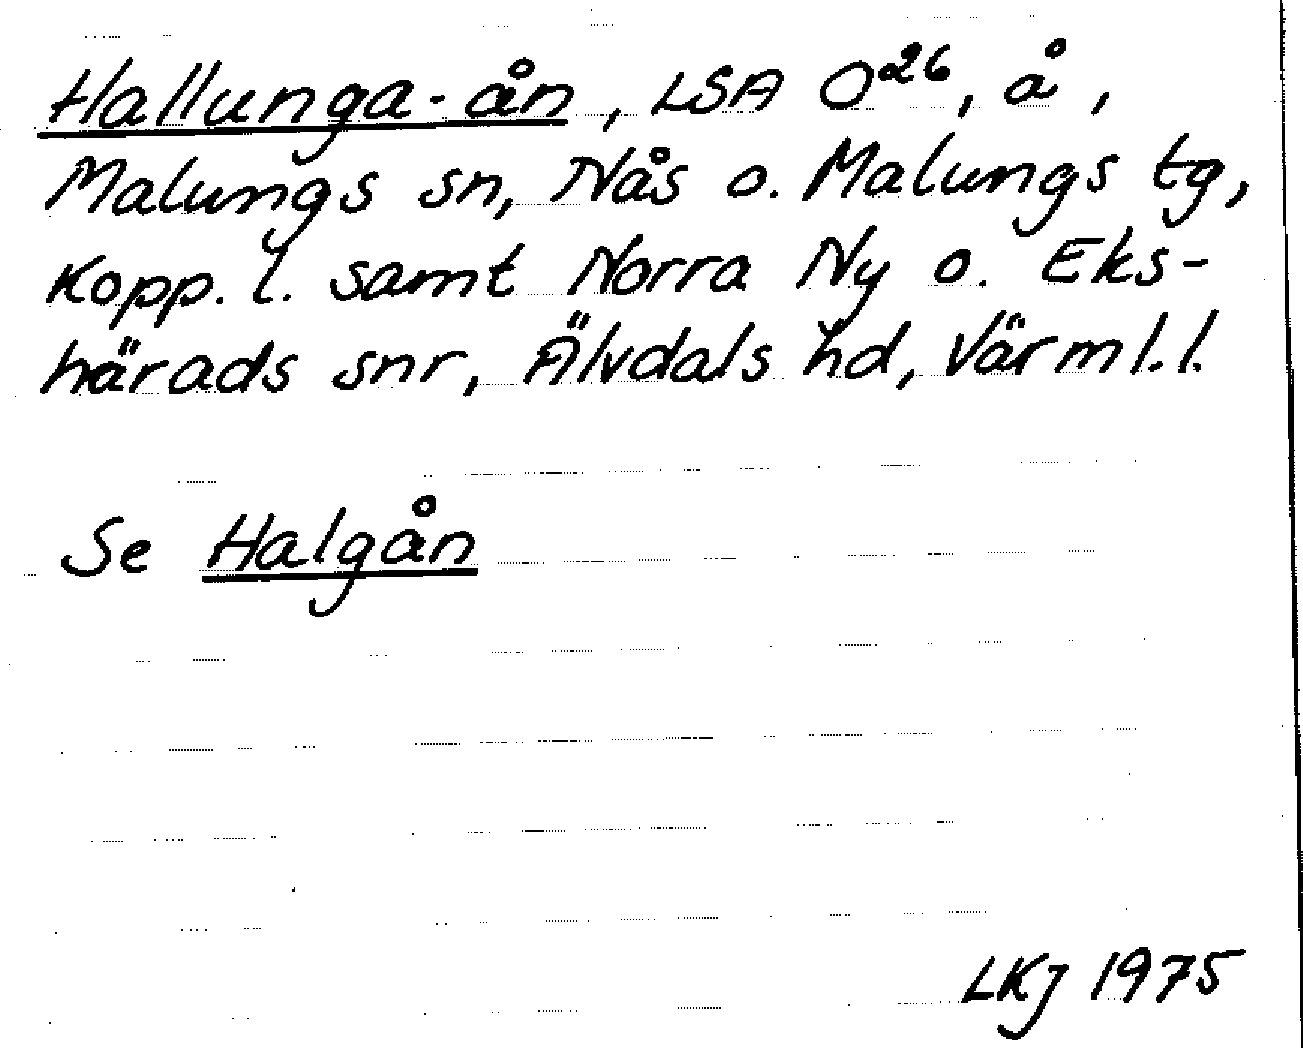 Hallunga-ån, LSA O²⁶, å,
Malungs sn, Nås o. Malungs tg,
Kopp. l. samt Norra Ny o. Eks-
härads snr, Älvdals hd, Värml. l.
Se Halgån
LKJ 1975